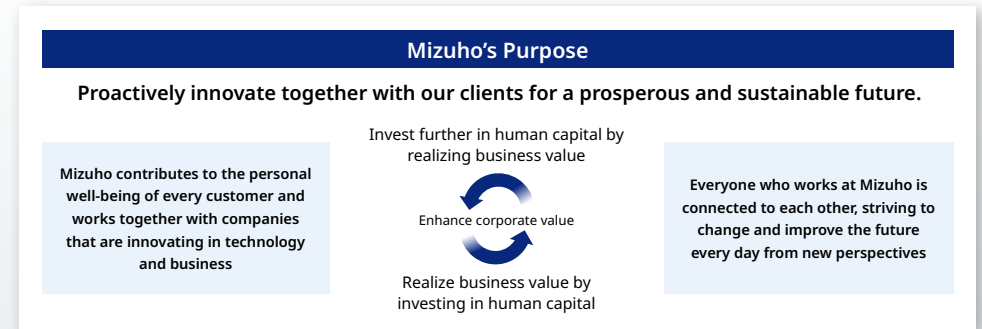 Mizuho’s Purpose
Proactively innovate together with our clients for a prosperous and sustainable future.
Mizuho contributes to the personal
well-being of every customer and
works together with companies
that are innovating in technology
and business
Invest further in human capital by
realizing business value
Enhance corporate value
Realize business value by
investing in human capital
Everyone who works at Mizuho is
connected to each other, striving to
change and improve the future
every day from new perspectives